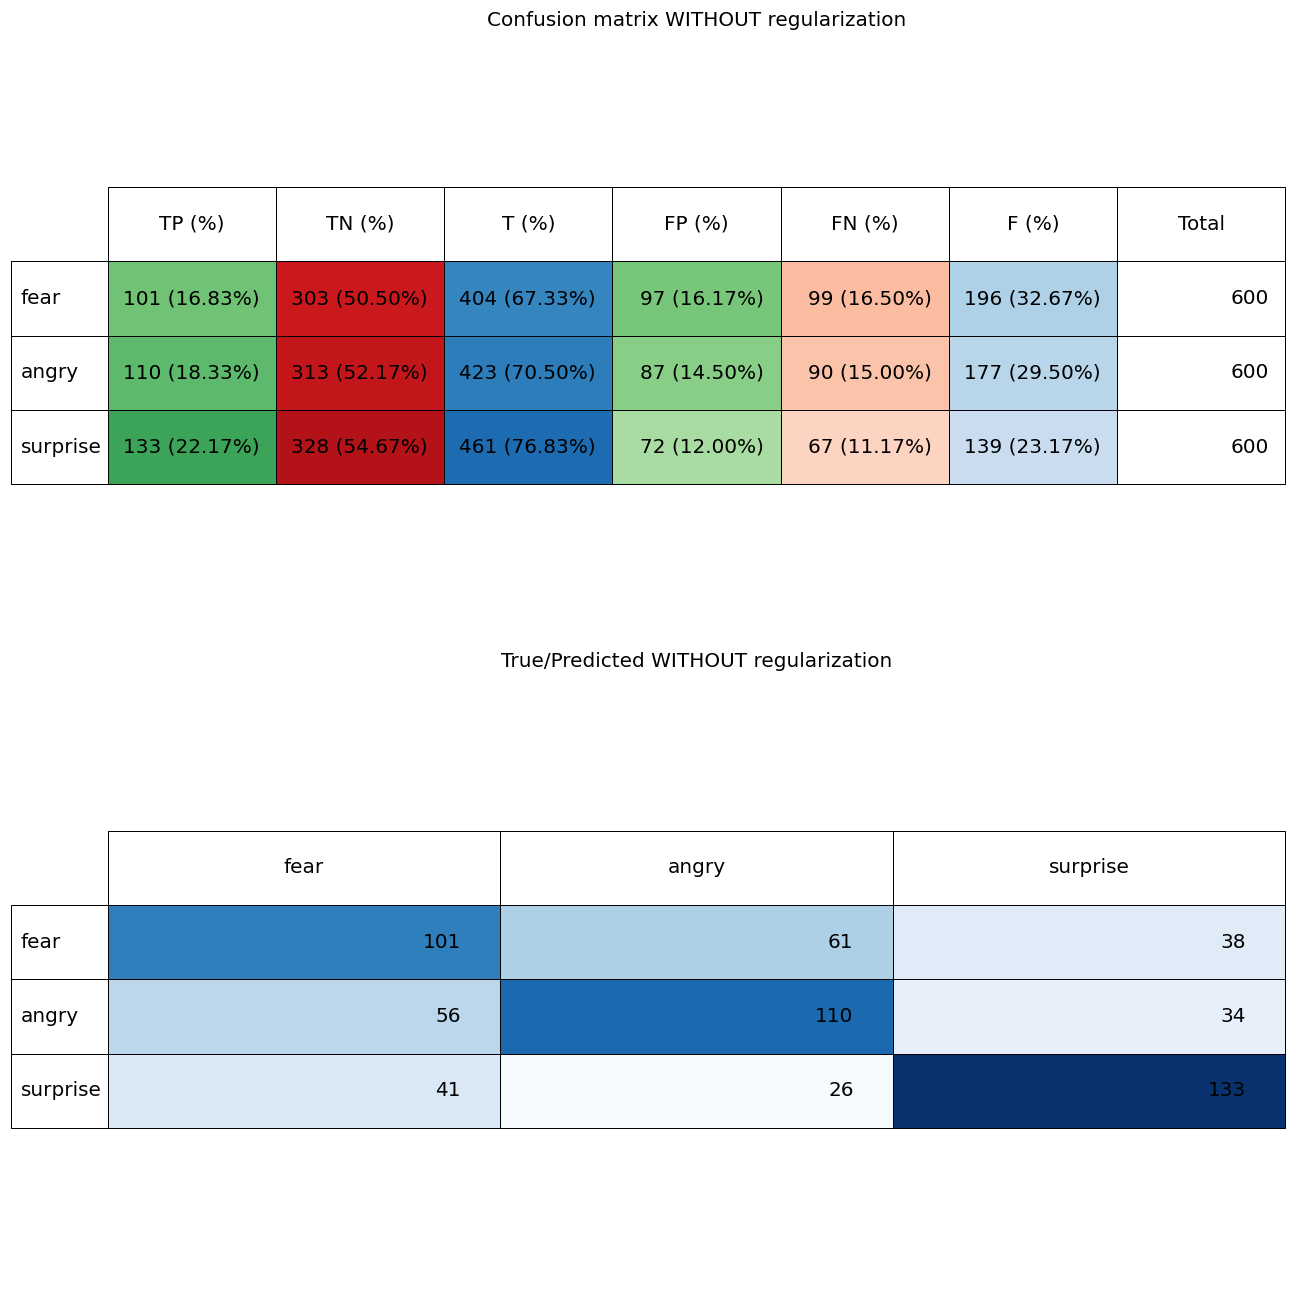 Confusion matrix WITHOUT regularization
TP (%) TN (%) T (%) FP (%) FN (%) F (%) Total
fear 101 (16.83%) 303 (50.50%) 404 (67.33%) 97 (16.17%) 99 (16.50%) 196 (32.67%) 600
angry 110 (18.33%) 313 (52.17%) 423 (70.50%) 87 (14.50%) 90 (15.00%) 177 (29.50%) 600
surprise 133 (22.17%) 328 (54.67%) 461 (76.83%) 72 (12.00%) 67 (11.17%) 139 (23.17%) 600
True/Predicted WITHOUT regularization
fear angry surprise
fear 101 61 38
angry 56 110 34
surprise 41 26 133